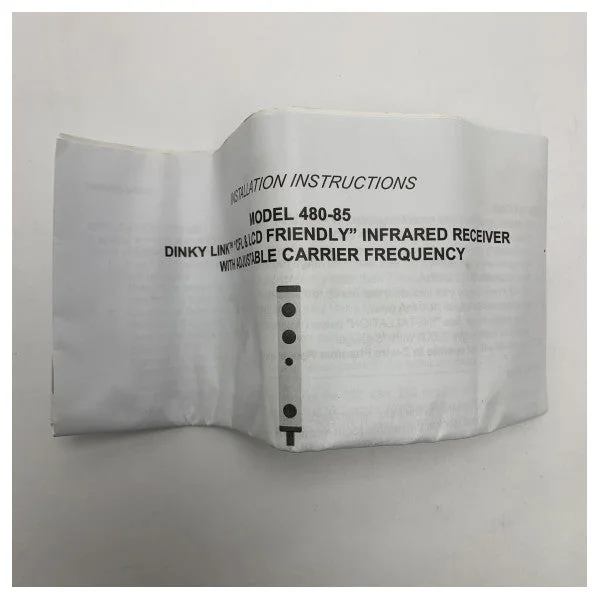 INSTALLATION INSTRUCTIONS
MODEL 480-85
DINKY LINK™ "CFL & LCD FRIENDLY" INFRARED RECEIVER
WITH ADJUSTABLE CARRIER FREQUENCY